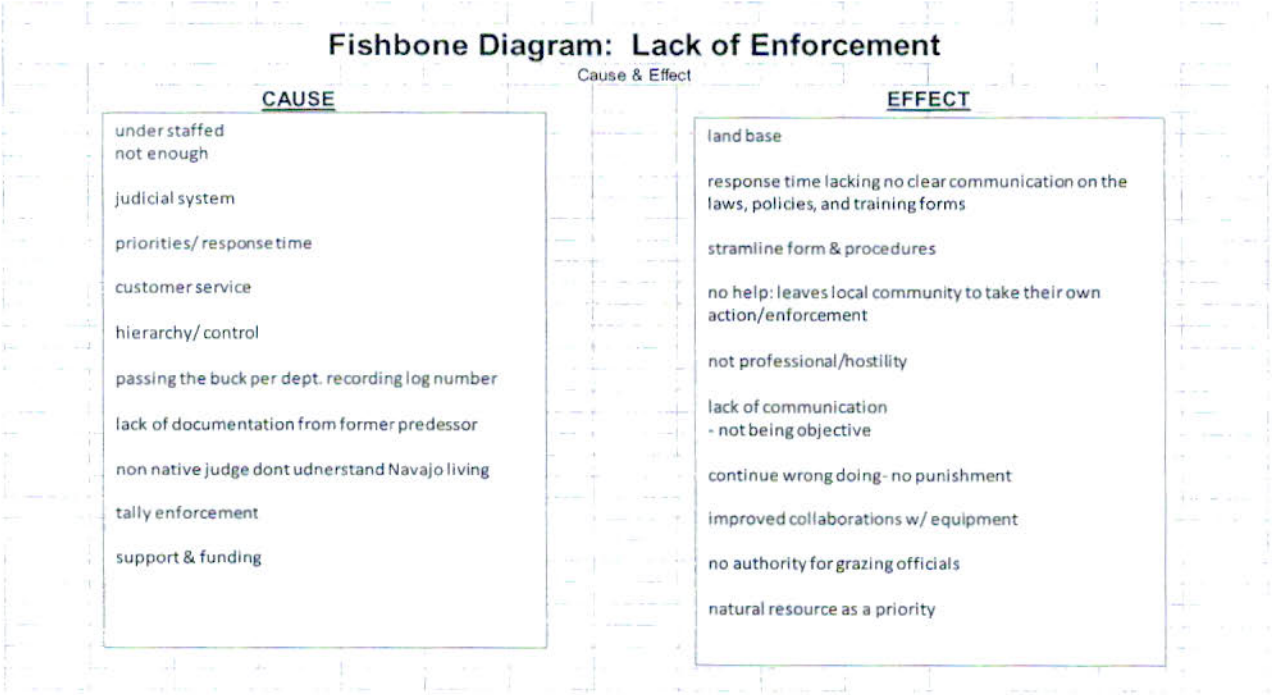 Fishbone Diagram: Lack of Enforcement
Cause & Effect
CAUSE
under staffed
not enough
judicial system
priorities/ response time
customer service
hierarchy/ control
passing the buck per dept. recording log number
lack of documentation from former predessor
non native judge dont udnerstand Navajo living
tally enforcement
support & funding
EFFECT
land base
response time lacking no clear communication on the
laws, policies, and training forms
stramline form & procedures
no help: leaves local community to take their own
action/enforcement
not professional/hostility
lack of communication
- not being objective
continue wrong doing- no punishment
improved collaborations w/ equipment
no authority for grazing officials
natural resource as a priority